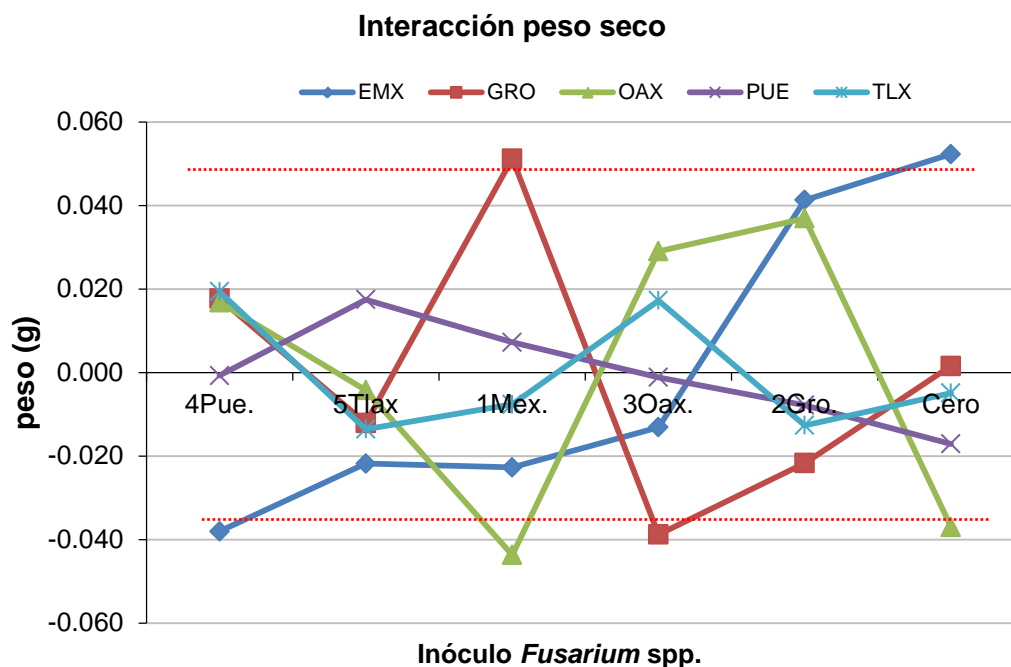 Interacción peso seco
EMX GRO OAX PUE TLX
0.060
0.040
0.020
0.000
-0.020
-0.040
-0.060
peso (g)
4Pue. 5Tlax 1Mex. 3Oax. 2Gto. Cero
Inóculo Fusarium spp.